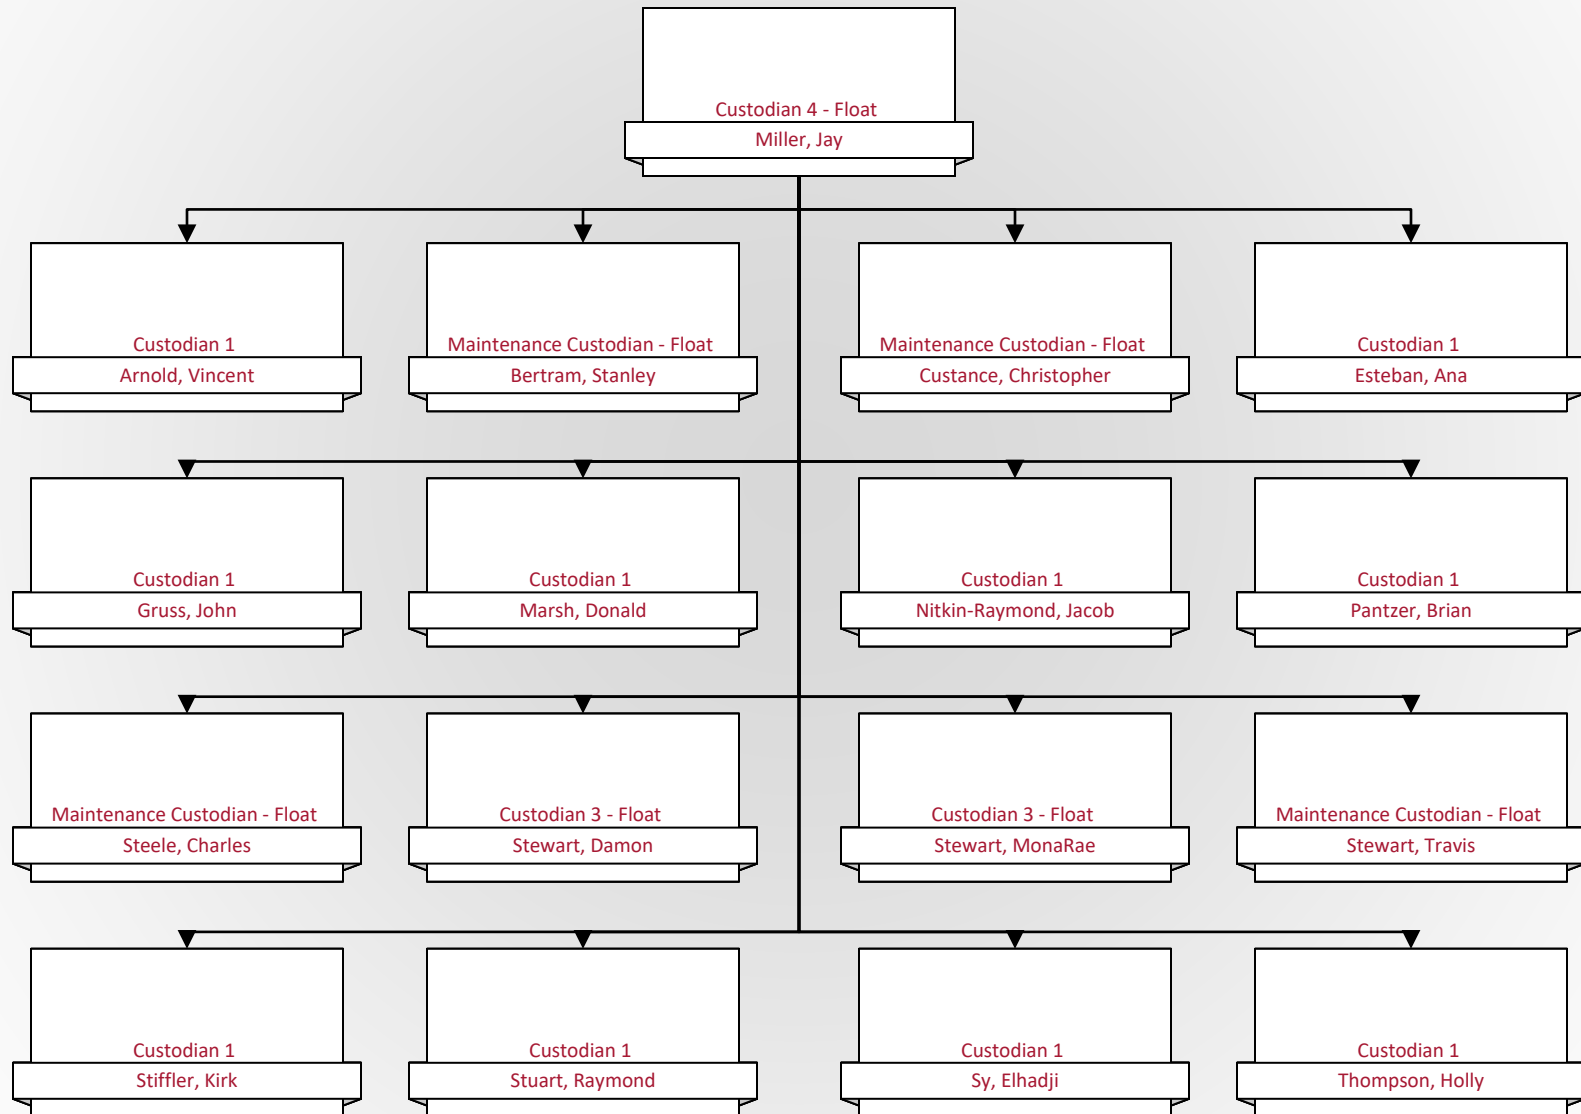 Custodian 4 - Float
Miller, Jay
Custodian 1
Arnold, Vincent
Maintenance Custodian - Float
Bertram, Stanley
Maintenance Custodian - Float
Custance, Christopher
Custodian 1
Esteban, Ana
Custodian 1
Gruss, John
Custodian 1
Marsh, Donald
Custodian 1
Nitkin-Raymond, Jacob
Custodian 1
Pantzer, Brian
Maintenance Custodian - Float
Steele, Charles
Custodian 3 - Float
Stewart, Damon
Custodian 3 - Float
Stewart, MonaRae
Maintenance Custodian - Float
Stewart, Travis
Custodian 1
Stiffler, Kirk
Custodian 1
Stuart, Raymond
Custodian 1
Sy, Elhadji
Custodian 1
Thompson, Holly